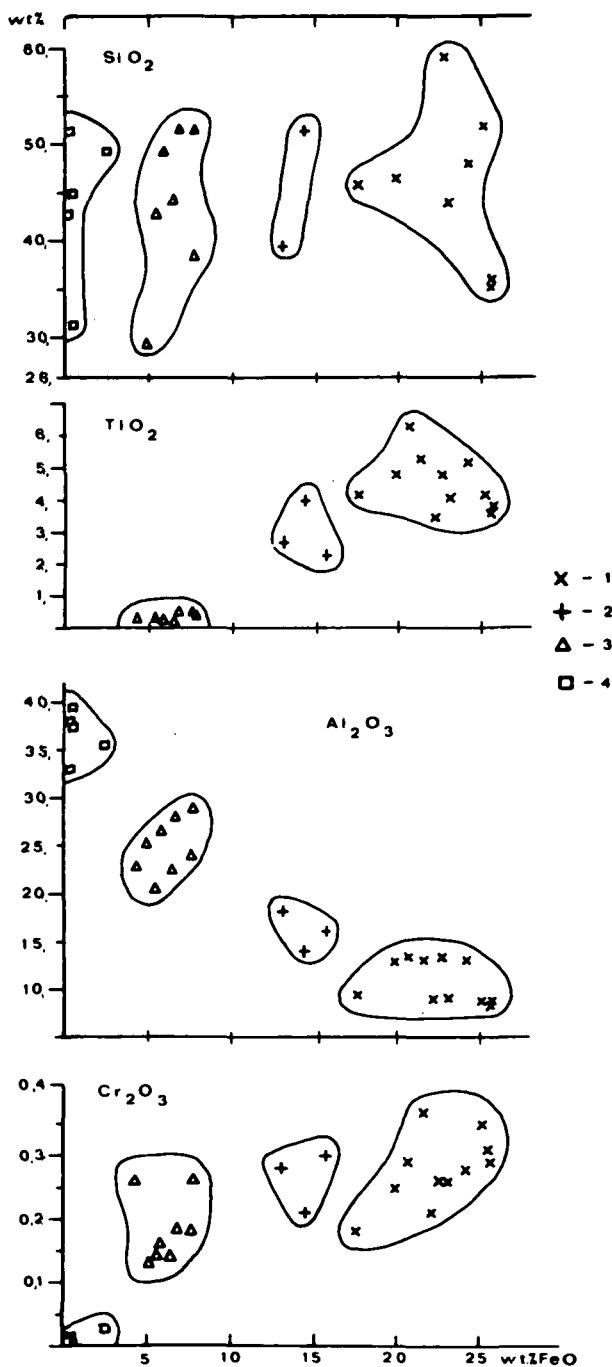 wt.%
SiO2
60,
50,
40,
30,
26,
TiO2
6,
5,
4,
3,
2,
1,
x - 1
+ - 2
△ - 3
□ - 4
Al2O3
40,
35,
30,
25,
20,
15,
10,
Cr2O3
0,4
0,3
0,2
0,1
5 10 15 20 25 wt.%FeO